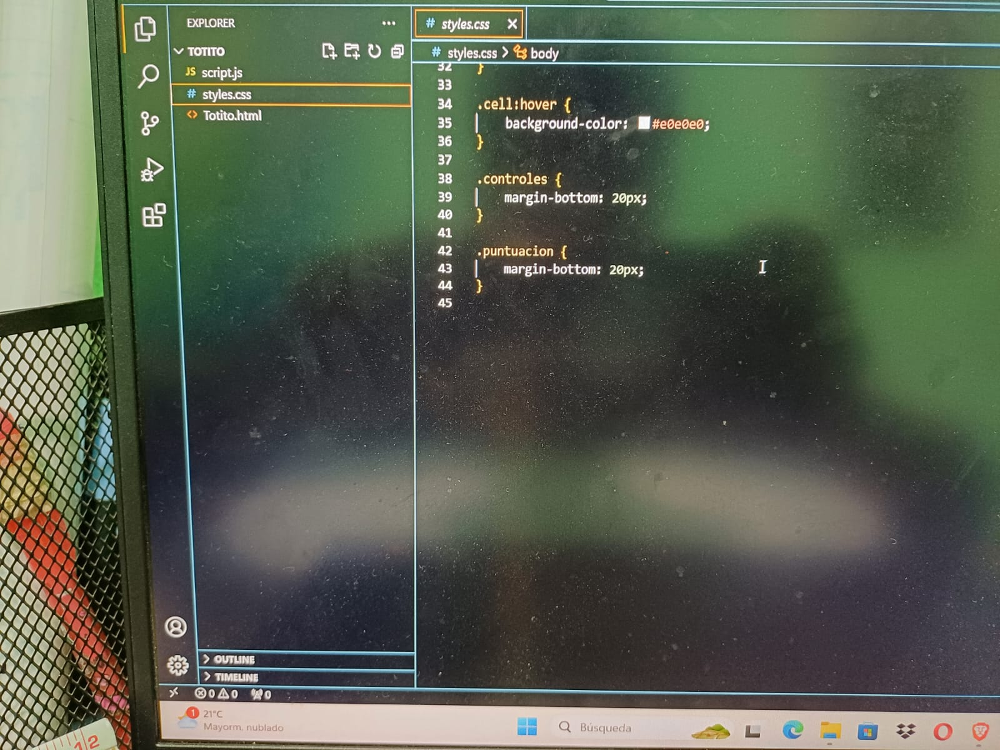 EXPLORER
TOTITO
JS script.js
# styles.css
<> Totito.html
# styles.css
# styles.css > body
32 }
33
34 .cell:hover {
35 background-color: #e0e0e0;
36 }
37
38 .controles {
39 margin-bottom: 20px;
40 }
41
42 .puntuacion {
43 margin-bottom: 20px;
44 }
45
OUTLINE
TIMELINE
0 0 0
1
21°C
Mayorm. nublado
Búsqueda
12